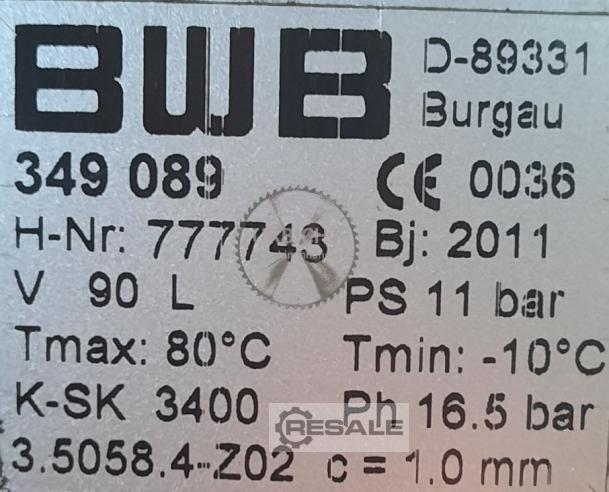 BWB D-89331
Burgau
349 089 CE 0036
H-Nr: 777743 Bj: 2011
V 90 L PS 11 bar
Tmax: 80°C Tmin: -10°C
K-SK 3400 Ph 16.5 bar
RESALE
3.5058.4-Z02 c = 1.0 mm